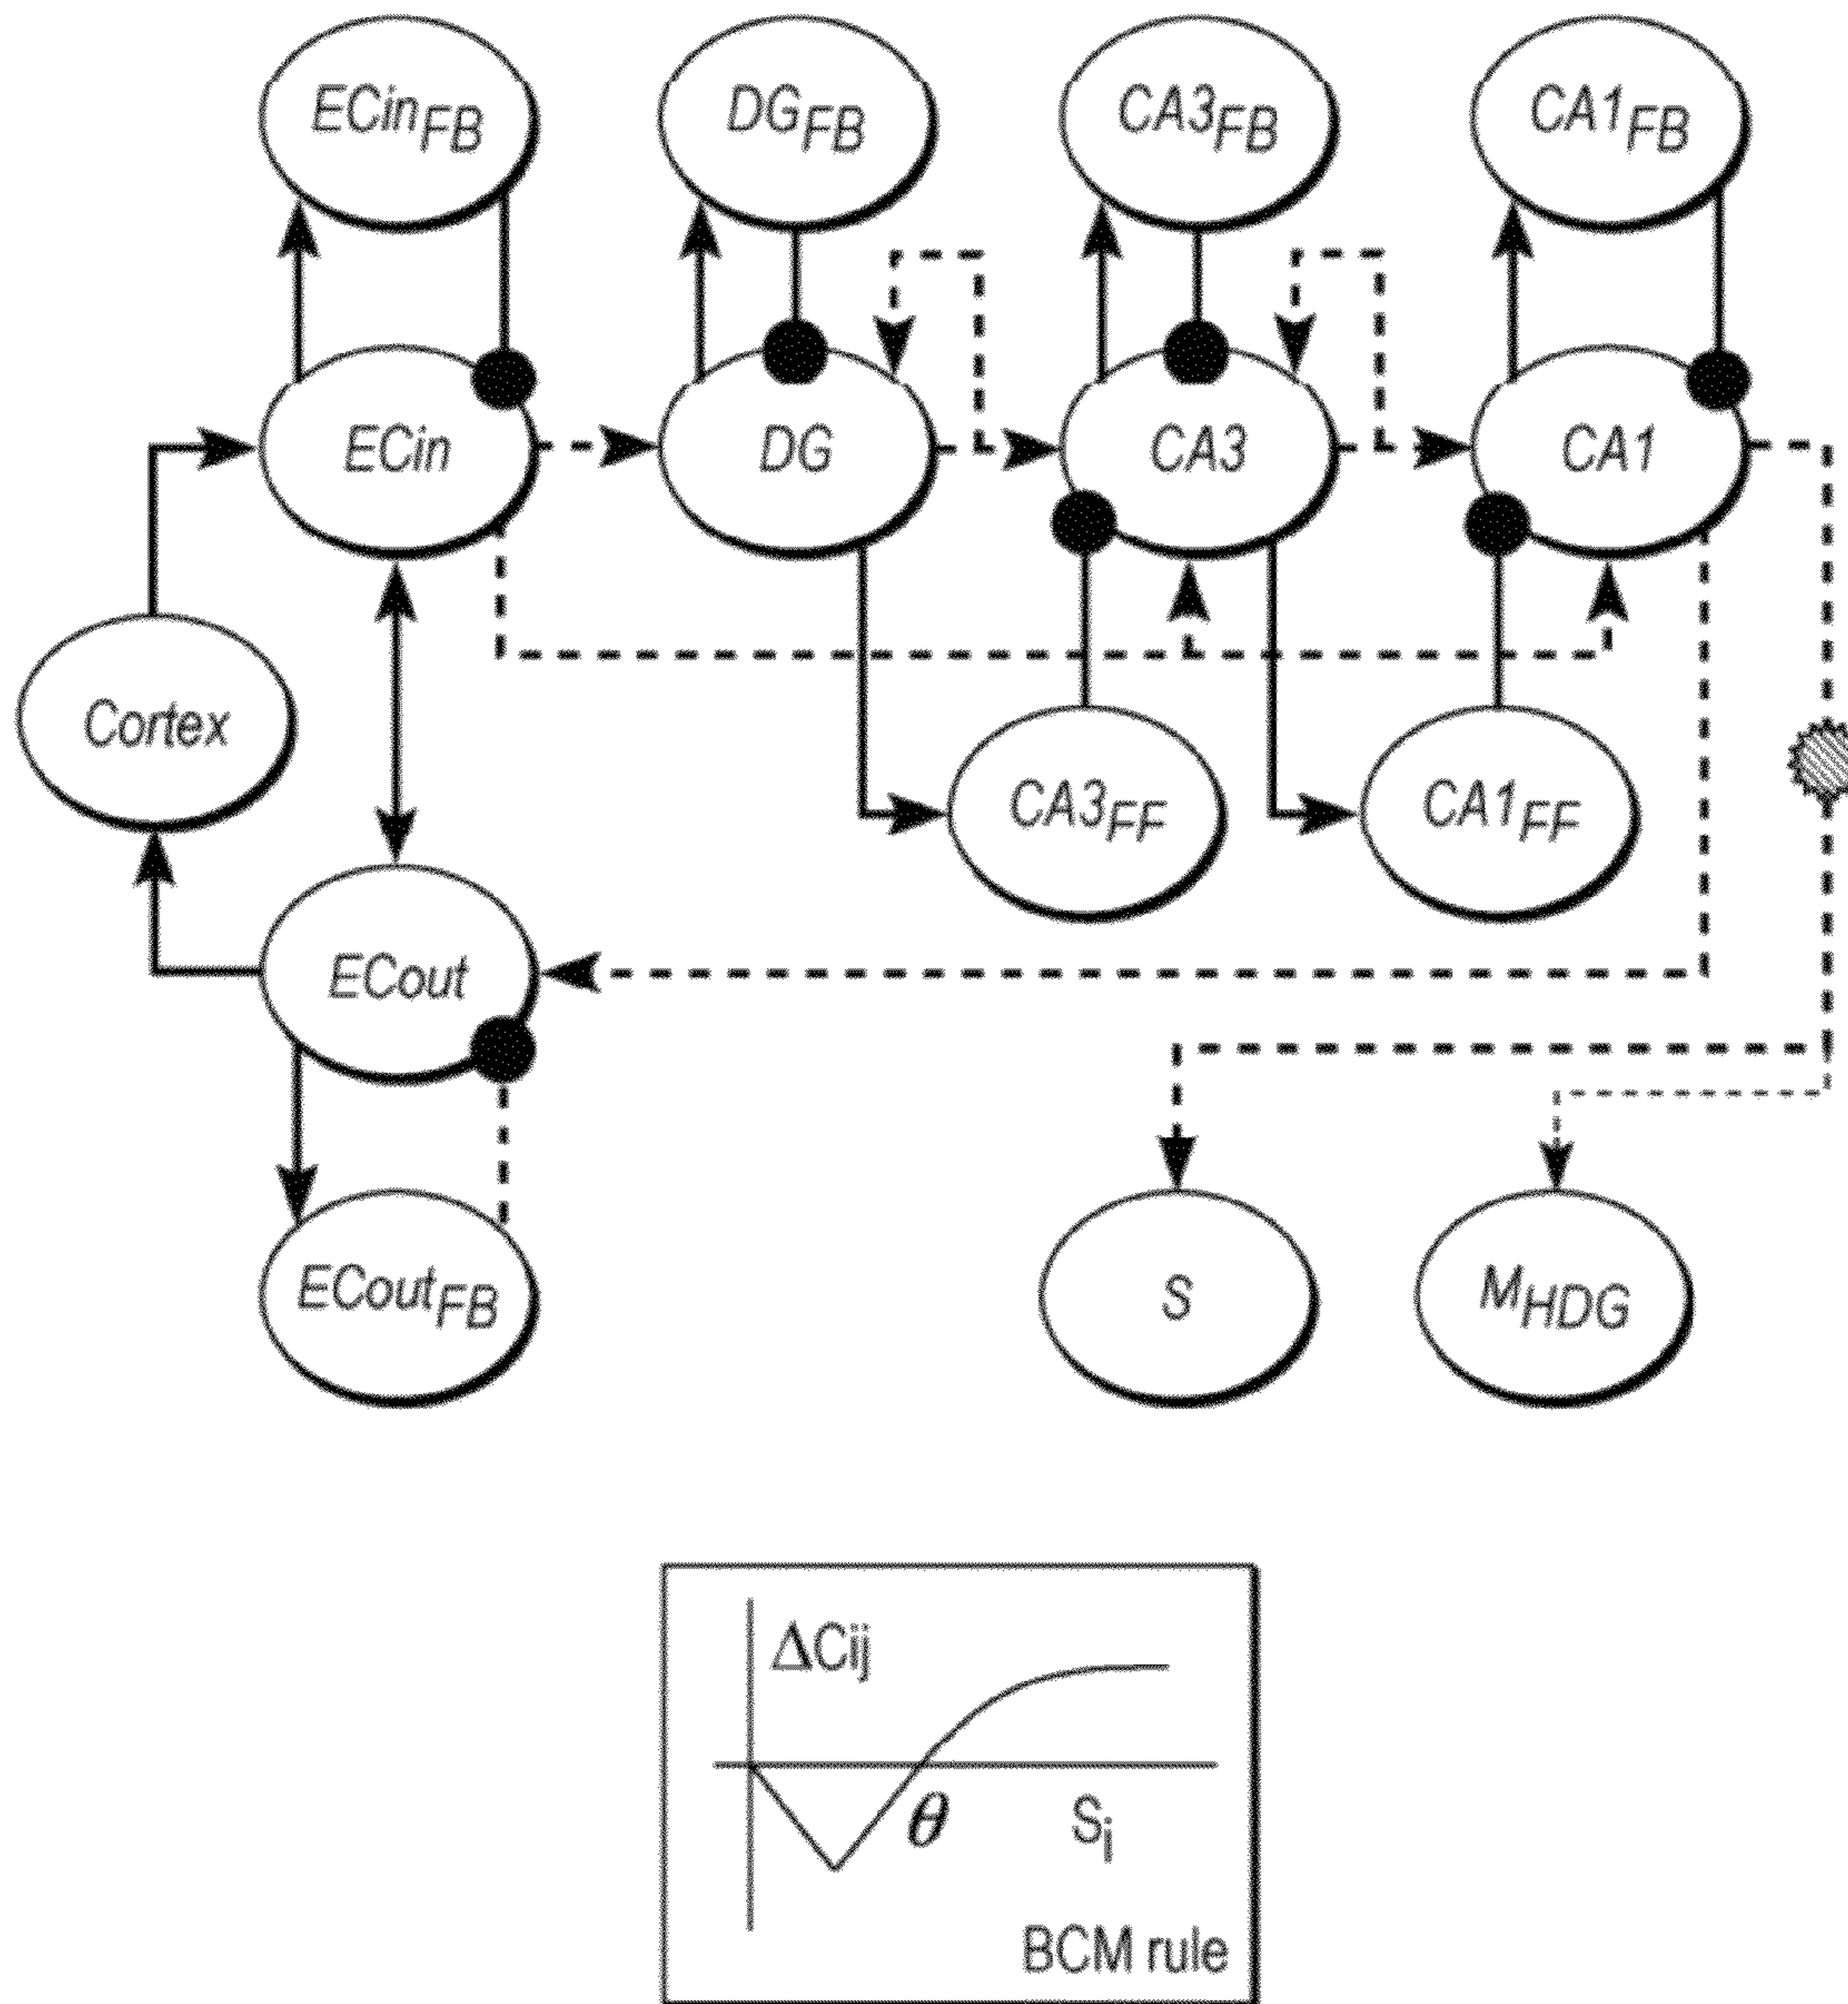 ECinFB DGFB CA3FB CA1FB
ECin DG CA3 CA1
Cortex
CA3FF CA1FF
ECout
ECoutFB S MHDG
ΔCij
θ Si
BCM rule